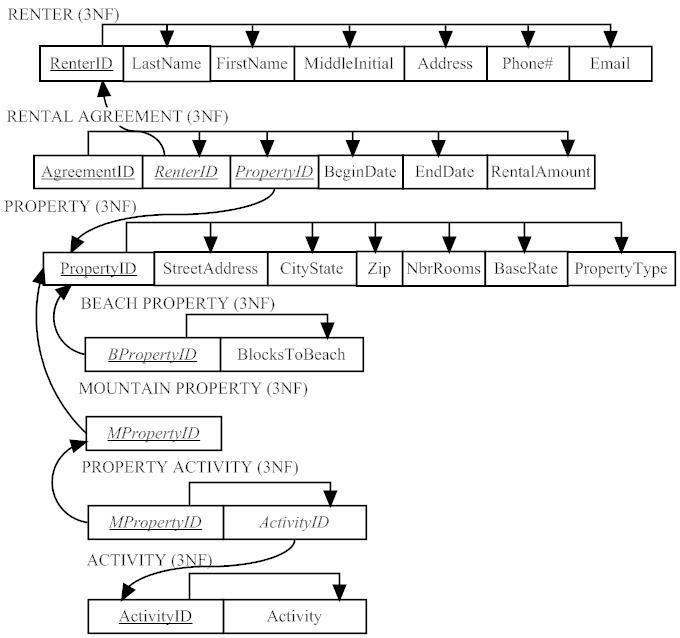 RENTER (3NF)
RenterID LastName FirstName MiddleInitial Address Phone# Email
RENTAL AGREEMENT (3NF)
AgreementID RenterID PropertyID BeginDate EndDate RentalAmount
PROPERTY (3NF)
PropertyID StreetAddress CityState Zip NbrRooms BaseRate PropertyType
BEACH PROPERTY (3NF)
BPropertyID BlocksToBeach
MOUNTAIN PROPERTY (3NF)
MPropertyID
PROPERTY ACTIVITY (3NF)
MPropertyID ActivityID
ACTIVITY (3NF)
ActivityID Activity